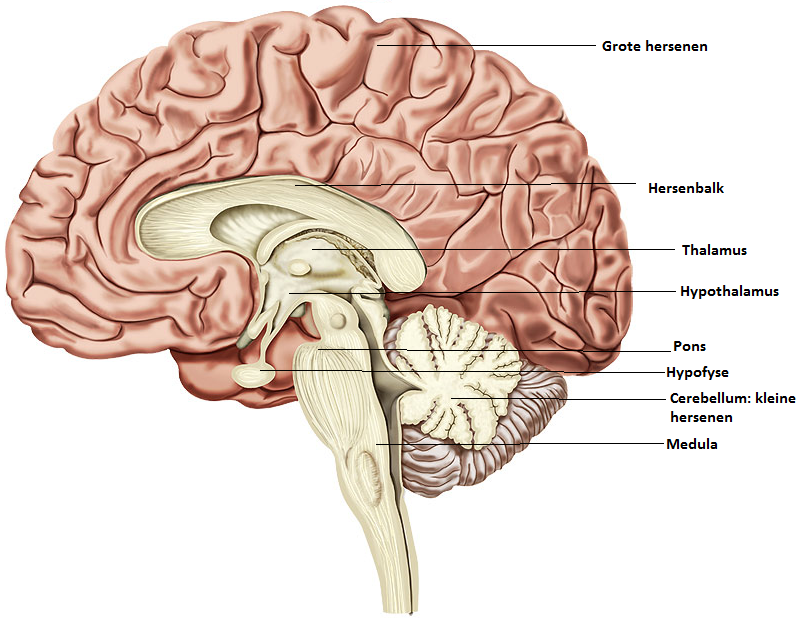 Grote hersenen
Hersenbalk
Thalamus
Hypothalamus
Pons
Hypofyse
Cerebellum: kleine
hersenen
Medula